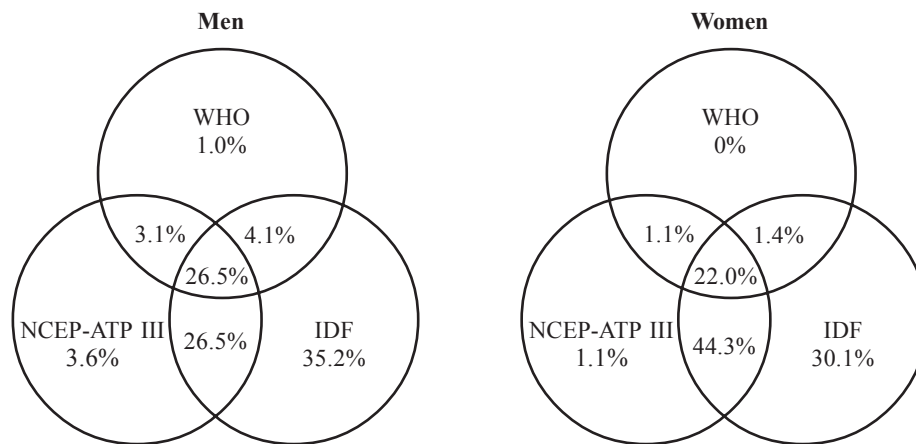 Men
WHO
1.0%
3.1%
4.1%
26.5%
NCEP-ATP III
3.6%
26.5%
IDF
35.2%
Women
WHO
0%
1.1%
1.4%
22.0%
NCEP-ATP III
1.1%
44.3%
IDF
30.1%